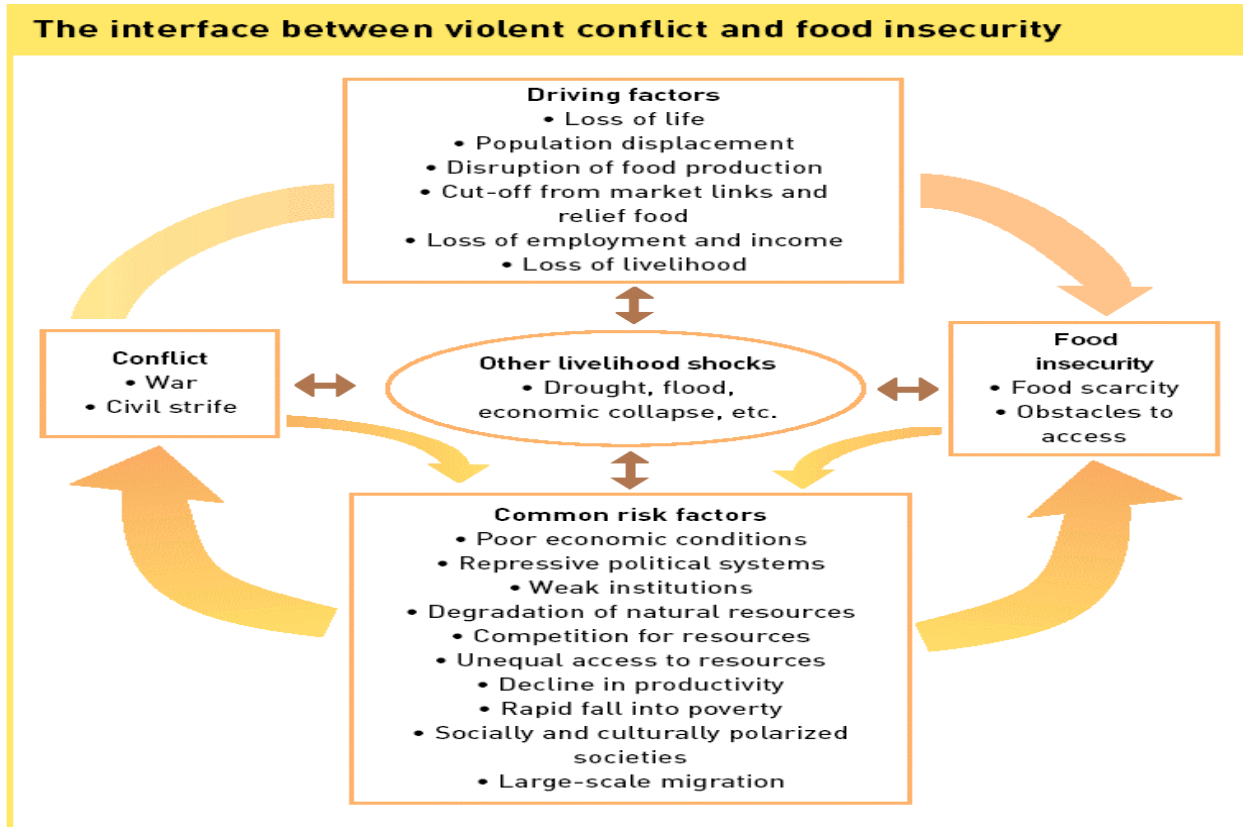 The interface between violent conflict and food insecurity
Driving factors
• Loss of life
• Population displacement
• Disruption of food production
• Cut-off from market links and
relief food
• Loss of employment and income
• Loss of livelihood
Conflict
• War
• Civil strife
Other livelihood shocks
• Drought, flood,
economic collapse, etc.
Food
insecurity
• Food scarcity
• Obstacles to
access
Common risk factors
• Poor economic conditions
• Repressive political systems
• Weak institutions
• Degradation of natural resources
• Competition for resources
• Unequal access to resources
• Decline in productivity
• Rapid fall into poverty
• Socially and culturally polarized
societies
• Large-scale migration